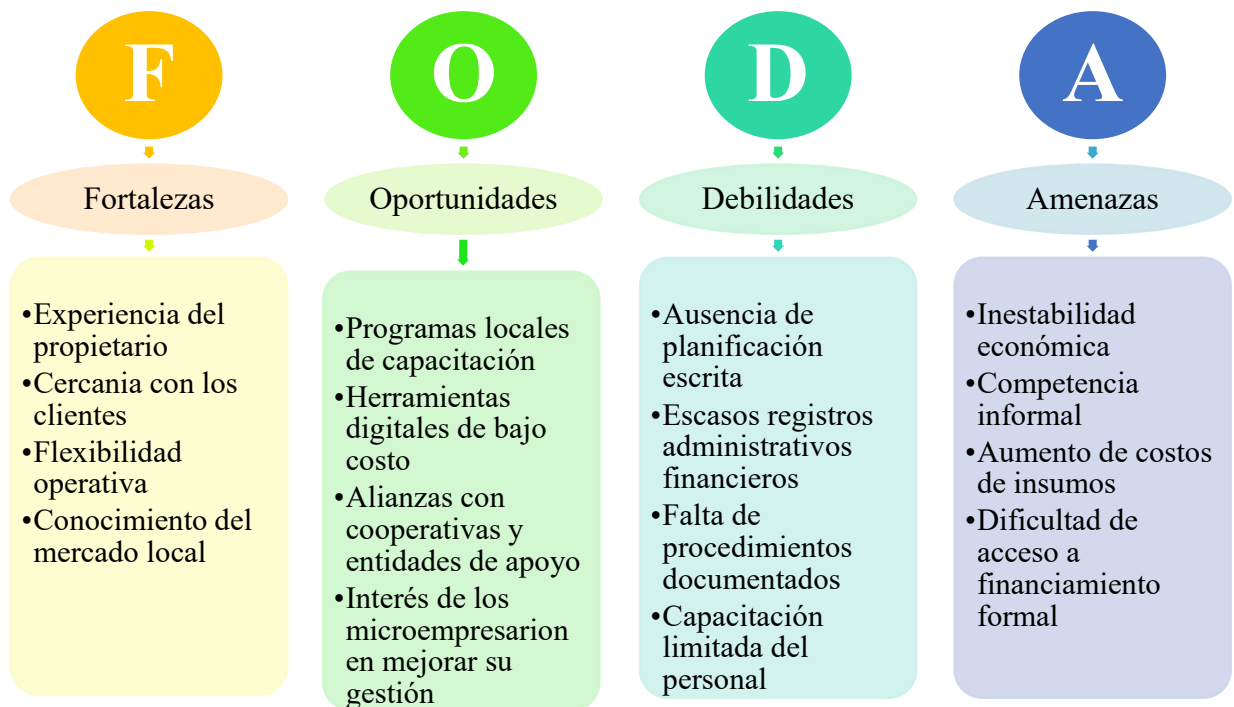 F
O
D
A
Fortalezas
Oportunidades
Debilidades
Amenazas
•Experiencia del
propietario
•Cercania con los
clientes
•Flexibilidad
operativa
•Conocimiento del
mercado local
•Programas locales
de capacitación
•Herramientas
digitales de bajo
costo
•Alianzas con
cooperativas y
entidades de apoyo
•Interés de los
microempresarion
en mejorar su
gestión
•Ausencia de
planificación
escrita
•Escasos registros
administrativos
financieros
•Falta de
procedimientos
documentados
•Capacitación
limitada del
personal
•Inestabilidad
económica
•Competencia
informal
•Aumento de costos
de insumos
•Dificultad de
acceso a
financiamiento
formal